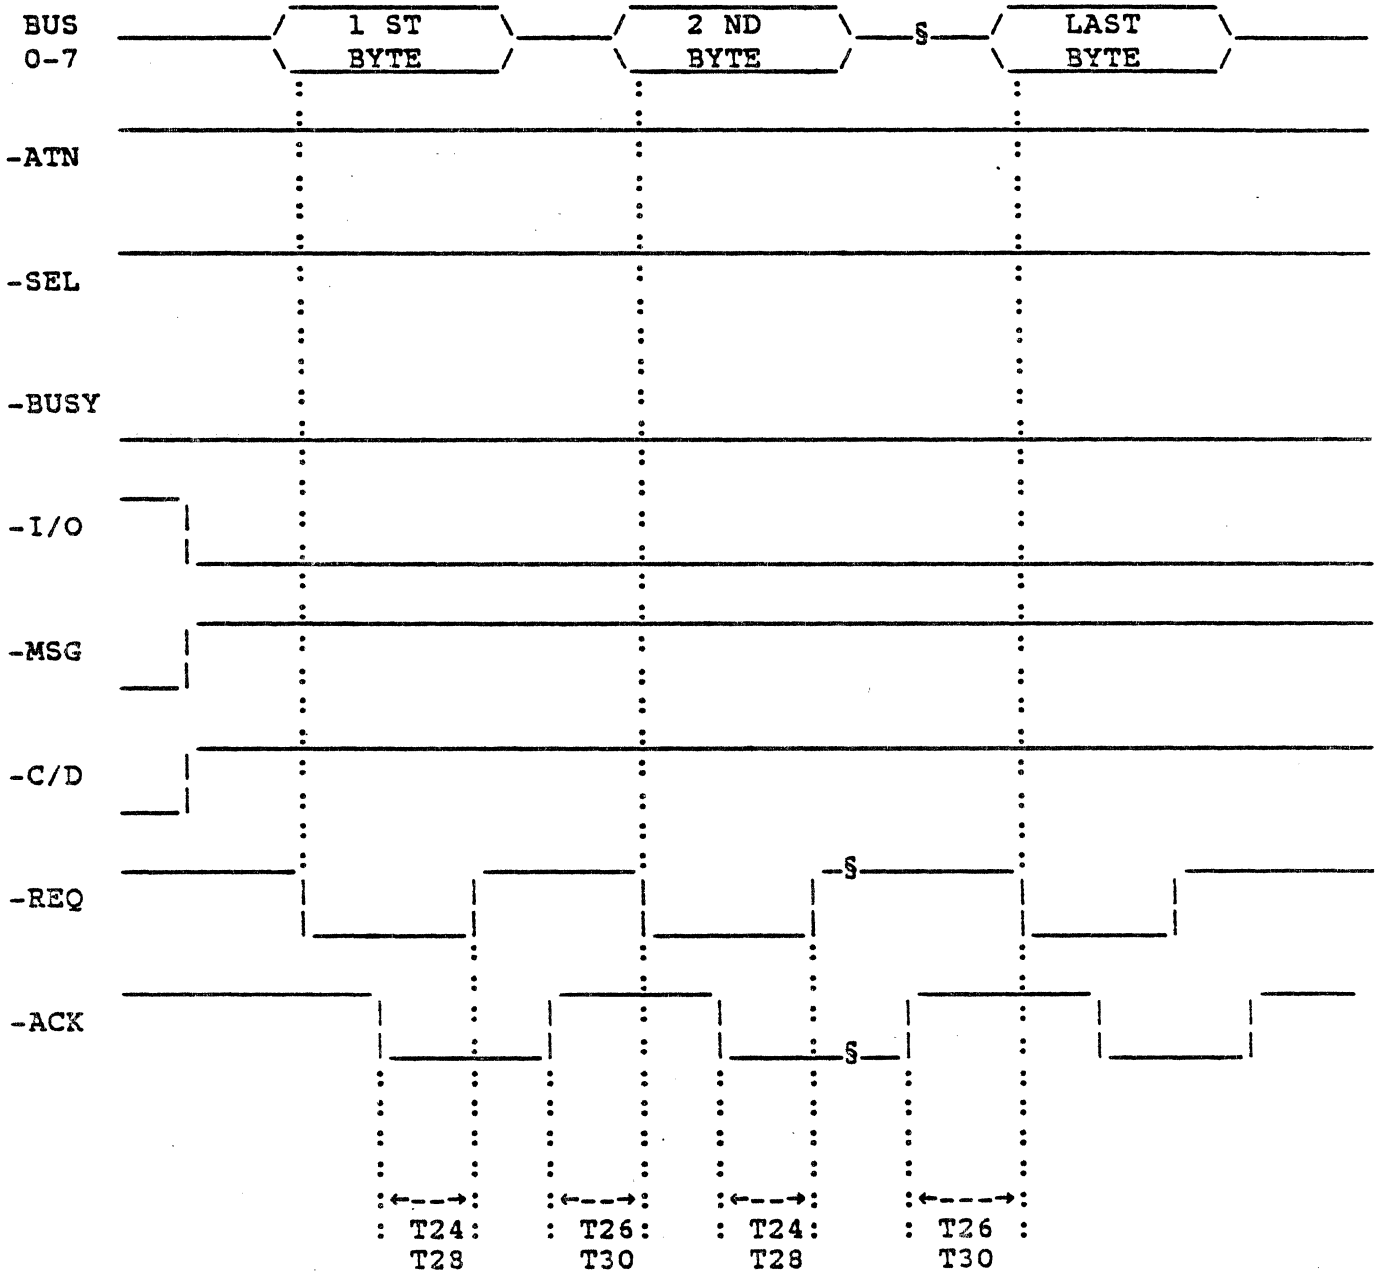 BUS 1 ST 2 ND LAST
0-7 BYTE BYTE BYTE
§
-ATN
-SEL
-BUSY
-I/O
-MSG
-C/D
-REQ
§
-ACK
§
T24 T26 T24 T26
T28 T30 T28 T30